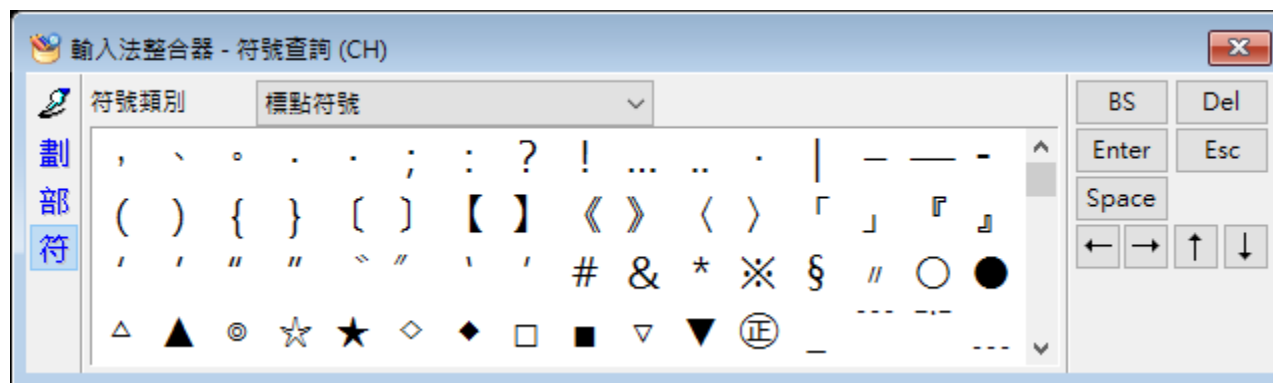 輸入法整合器 - 符號查詢 (CH)
符號類別 標點符號 BS Del
劃 , 、 。 . · ; : ? ! … .. · | – — - Enter Esc
部 ( ) { } 〔 〕 【 】 《 》 〈 〉 「 」 『 』 Space
符 ← → ↑ ↓
# & * ※ § 〃 ○ ●
△ ▲ ◎ ☆ ★ ◇ ◆ □ ■ ▽ ▼ ㊣ _